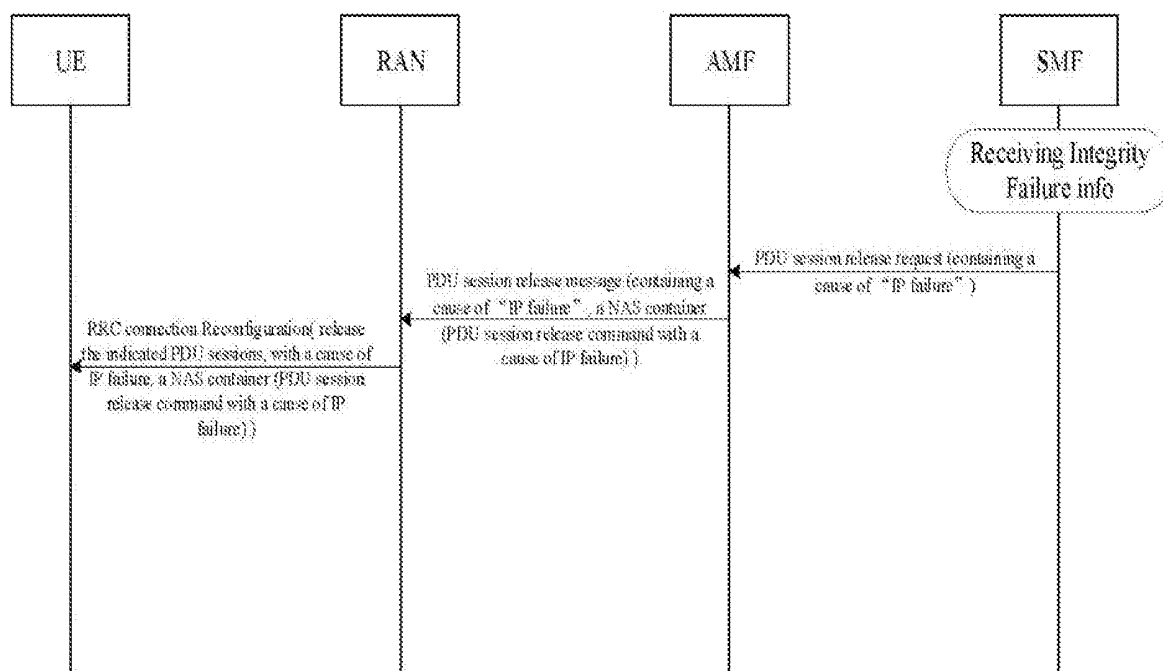 UE
RAN
AMF
SMF
Receiving Integrity
Failure info
PDU session release request (containing a
cause of “IP failure”)
PDU session release message (containing a
cause of “IP failure”, a NAS container
(PDU session release command with a
cause of IP failure) )
RRC connection Reconfiguration( release
the indicated PDU sessions, with a cause of
IP failure, a NAS container (PDU session
release command with a cause of IP
failure) )